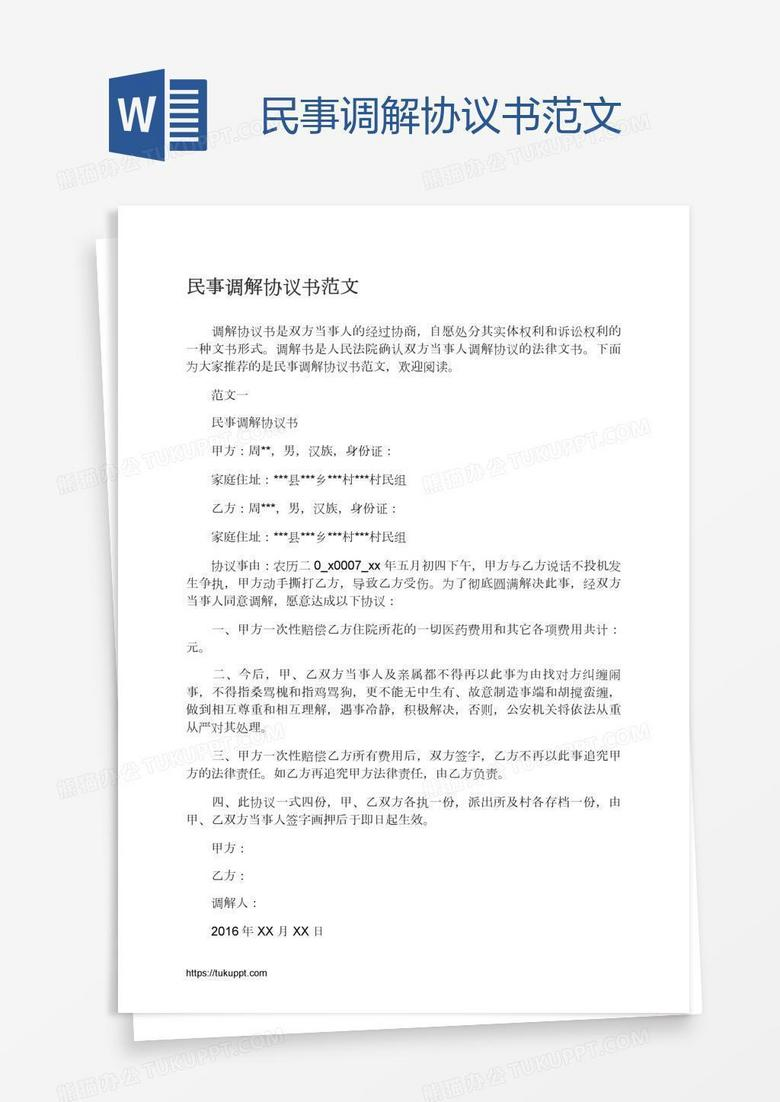 W
民事调解协议书范文
民事调解协议书范文
调解协议书是双方当事人的经过协商，自愿处分其实体权利和诉讼权利的
一种文书形式。调解书是人民法院确认双方当事人调解协议的法律文书。下面
为大家推荐的是民事调解协议书范文，欢迎阅读。
范文一
民事调解协议书
甲方：周**，男，汉族，身份证：
家庭住址：***县***乡***村***村民组
乙方：周***，男，汉族，身份证：
家庭住址：***县***乡***村***村民组
协议事由：农历二 0_x0007_xx 年五月初四下午，甲方与乙方说话不投机发
生争执，甲方动手撕打乙方，导致乙方受伤。为了彻底圆满解决此事，经双方
当事人同意调解，愿意达成以下协议：
一、甲方一次性赔偿乙方住院所花的一切医药费用和其它各项费用共计：
元。
二、今后，甲、乙双方当事人及亲属都不得再以此事为由找对方纠缠闹
事，不得指桑骂槐和指鸡骂狗，更不能无中生有、故意制造事端和胡搅蛮缠，
做到相互尊重和相互理解，遇事冷静，积极解决，否则，公安机关将依法从重
从严对其处理。
三、甲方一次性赔偿乙方所有费用后，双方签字，乙方不再以此事追究甲
方的法律责任。如乙方再追究甲方法律责任，由乙方负责。
四、此协议一式四份，甲、乙双方各执一份，派出所及村各存档一份，由
甲、乙双方当事人签字画押后于即日起生效。
甲方：
乙方：
调解人：
2016 年 XX 月 XX 日
https://tukuppt.com
熊猫办公 TUKUPPT.COM